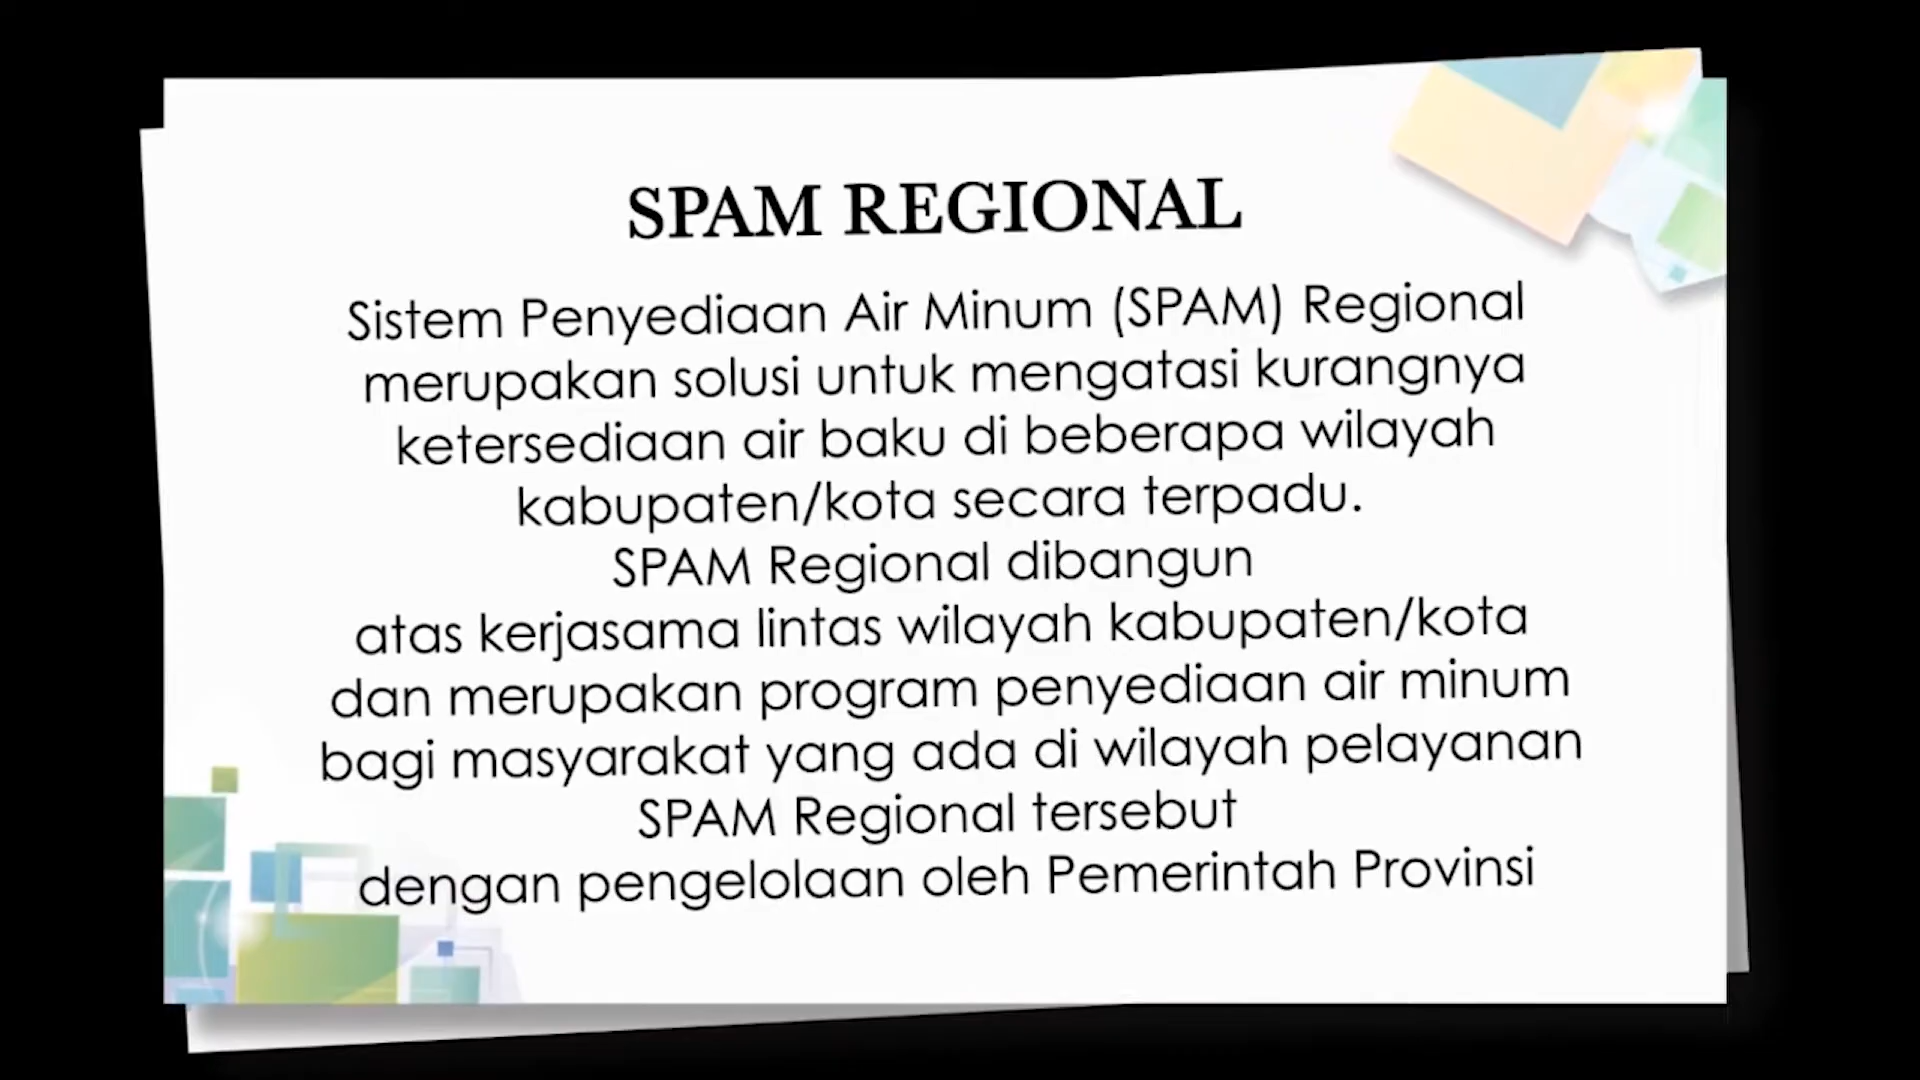 SPAM REGIONAL
Sistem Penyediaan Air Minum (SPAM) Regional
merupakan solusi untuk mengatasi kurangnya
ketersediaan air baku di beberapa wilayah
kabupaten/kota secara terpadu.
SPAM Regional dibangun
atas kerjasama lintas wilayah kabupaten/kota
dan merupakan program penyediaan air minum
bagi masyarakat yang ada di wilayah pelayanan
SPAM Regional tersebut
dengan pengelolaan oleh Pemerintah Provinsi